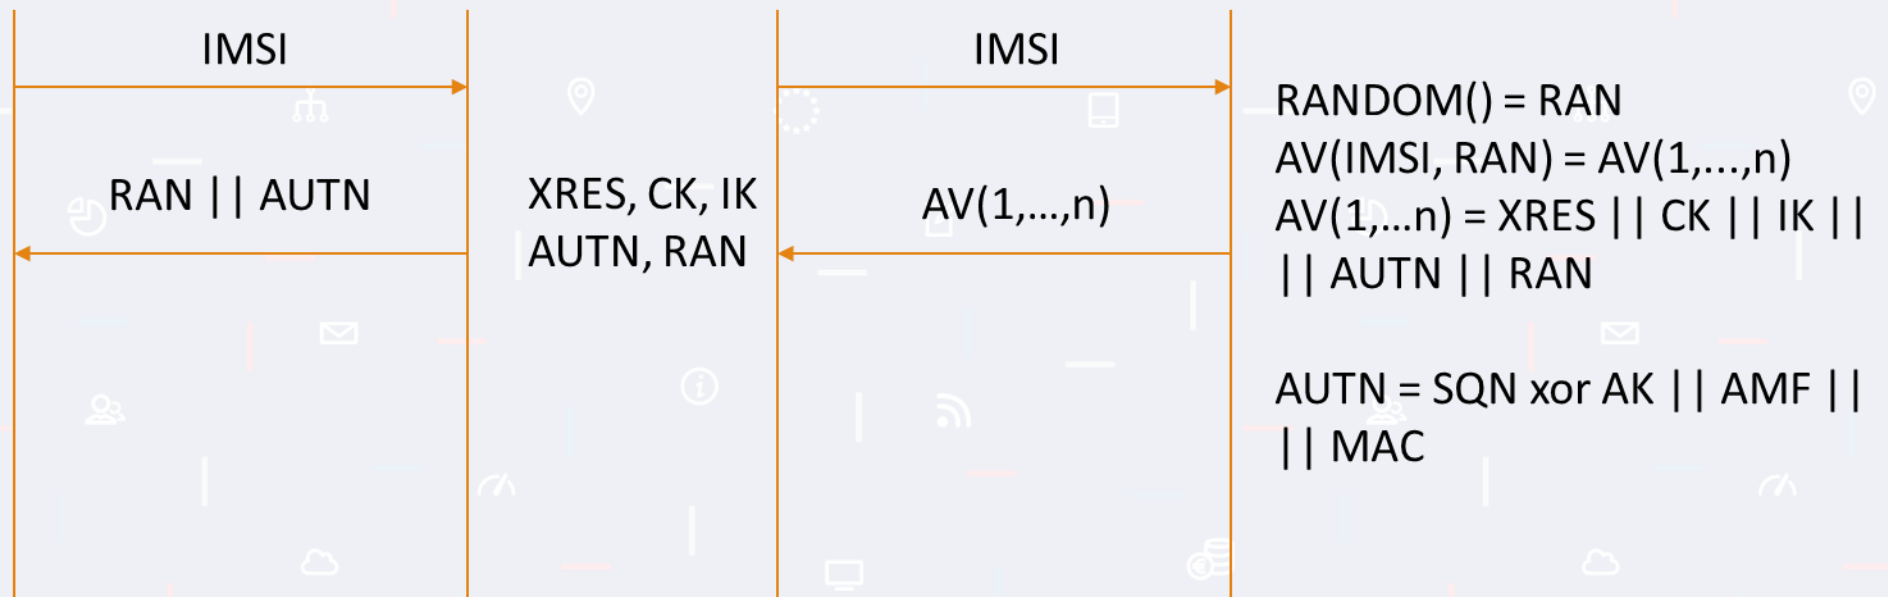 IMSI
IMSI
RANDOM() = RAN
AV(IMSI, RAN) = AV(1,...,n)
RAN || AUTN
XRES, CK, IK
AUTN, RAN
AV(1,...,n)
AV(1,...n) = XRES || CK || IK ||
|| AUTN || RAN
AUTN = SQN xor AK || AMF ||
|| MAC